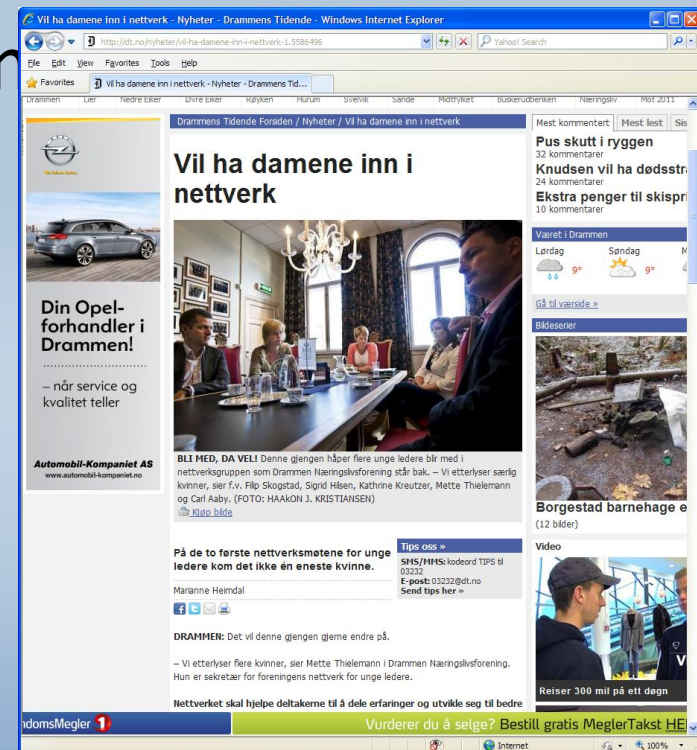 Vil ha damene inn i nettverk - Nyheter - Drammens Tidende - Windows Internet Explorer
http://dt.no/nyheter/vil-ha-damene-inn-i-nettverk-1.5586496
Yahoo! Search
File Edit View Favorites Tools Help
Favorites
Vil ha damene inn i nettverk - Nyheter - Drammens Tid...
Drammen Lier Nedre Eiker Øvre Eiker Røyken Hurum Svelvik Sande Midtfylket Buskerudbenken Næringsliv Mot 2011
Drammens Tidende Forsiden / Nyheter / Vil ha damene inn i nettverk
Vil ha damene inn i
nettverk
Din Opel-
forhandler i
Drammen!
– når service og
kvalitet teller
Automobil-Kompaniet AS
www.automobil-kompaniet.no
BLI MED, DA VEL! Denne gjengen håper flere unge ledere blir med i
nettverksgruppen som Drammen Næringslivsforening står bak. – Vi etterlyser særlig
kvinner, sier f.v. Filip Skogstad, Sigrid Hilsen, Kathrine Kreutzer, Mette Thielemann
og Carl Aaby. (FOTO: HAAkON J. KRISTIANSEN)
Kjøp bilde
På de to første nettverksmøtene for unge
ledere kom det ikke én eneste kvinne.
Marianne Heimdal
Tips oss »
SMS/MMS: kodeord TIPS til
03232
E-post: 03232@dt.no
Send tips her »
DRAMMEN: Det vil denne gjengen gjerne endre på.
– Vi etterlyser flere kvinner, sier Mette Thielemann i Drammen Næringslivsforening.
Hun er sekretær for foreningens nettverk for unge ledere.
Nettverket skal hjelpe deltakerne til å dele erfaringer og utvikle seg til bedre
Mest kommentert Mest lest Sis
Pus skutt i ryggen
32 kommentarer
Knudsen vil ha dødsstr
24 kommentarer
Ekstra penger til skispri
10 kommentarer
Været i Drammen
Lørdag Søndag M
9° 9°
Gå til værside »
Bildeserier
Borgestad barnehage e
(12 bilder)
Video
Reiser 300 mil på ett døgn
ndomsMegler 1
Vurderer du å selge? Bestill gratis MeglerTakst HE
Internet
100%